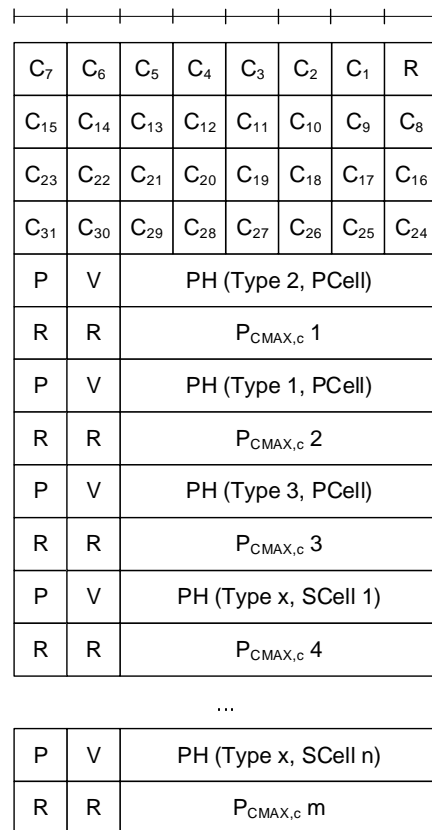 C7 C6 C5 C4 C3 C2 C1 R
C15 C14 C13 C12 C11 C10 C9 C8
C23 C22 C21 C20 C19 C18 C17 C16
C31 C30 C29 C28 C27 C26 C25 C24
P V PH (Type 2, PCell)
R R PCMAX,c 1
P V PH (Type 1, PCell)
R R PCMAX,c 2
P V PH (Type 3, PCell)
R R PCMAX,c 3
P V PH (Type x, SCell 1)
R R PCMAX,c 4
...
P V PH (Type x, SCell n)
R R PCMAX,c m